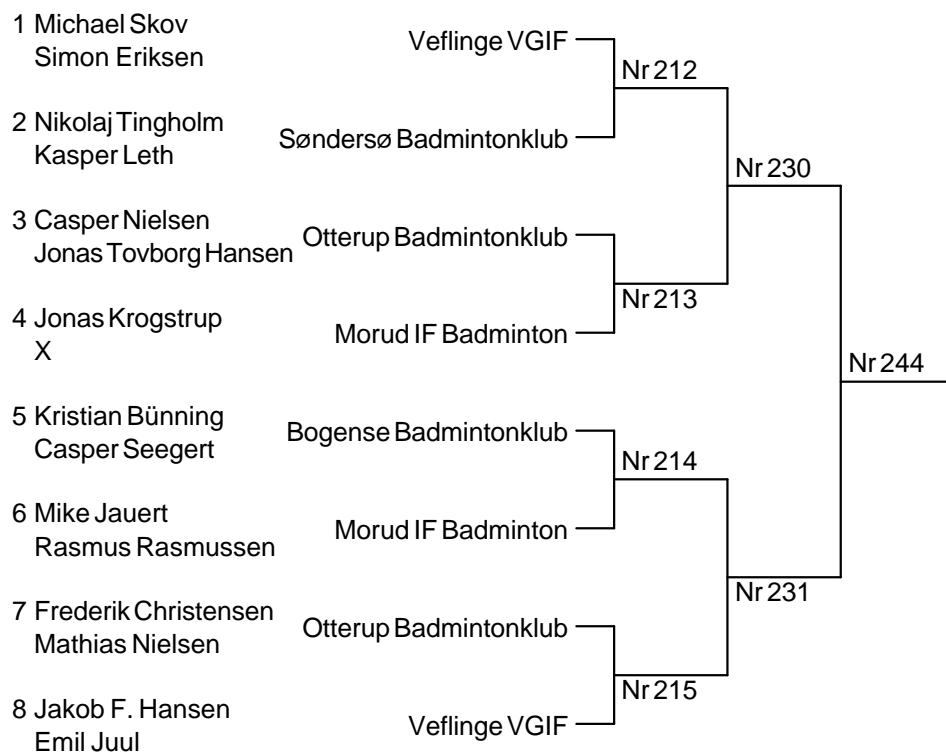 1 Michael Skov
Simon Eriksen
Veflinge VGIF
Nr 212
2 Nikolaj Tingholm
Kasper Leth
Søndersø Badmintonklub
Nr 230
3 Casper Nielsen
Jonas Tovborg Hansen
Otterup Badmintonklub
Nr 213
4 Jonas Krogstrup
X
Morud IF Badminton
Nr 244
5 Kristian Bünning
Casper Seegert
Bogense Badmintonklub
Nr 214
6 Mike Jauert
Rasmus Rasmussen
Morud IF Badminton
Nr 231
7 Frederik Christensen
Mathias Nielsen
Otterup Badmintonklub
Nr 215
8 Jakob F. Hansen
Emil Juul
Veflinge VGIF